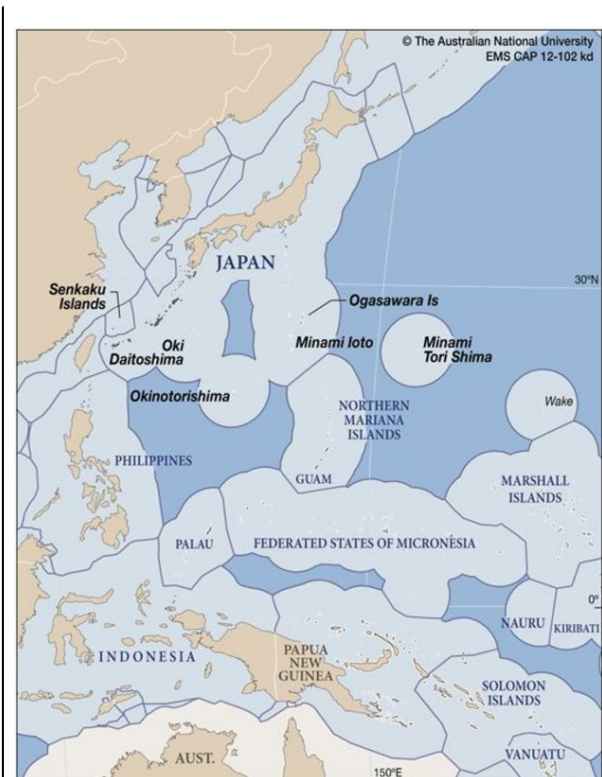 © The Australian National University
EMS CAP 12-102 kd
JAPAN
30°N
Senkaku
Islands
Ogasawara Is
Oki
Daitoshima
Minami Ioto
Minami
Tori Shima
Okinotorishima
Wake
NORTHERN
MARIANA
ISLANDS
PHILIPPINES
GUAM
MARSHALL
ISLANDS
PALAU
FEDERATED STATES OF MICRONESIA
0°
NAURU
KIRIBATI
INDONESIA
PAPUA
NEW
GUINEA
SOLOMON
ISLANDS
AUST.
VANUATU
150°E